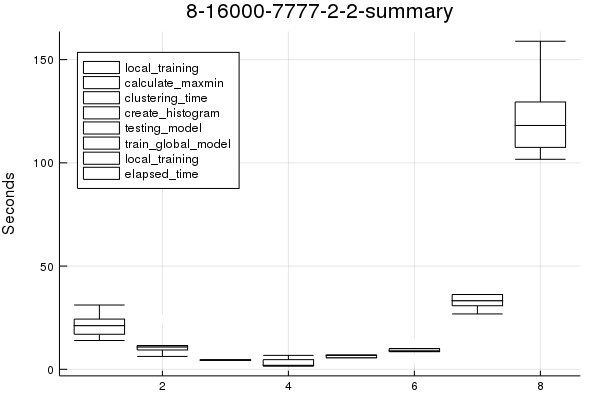 8-16000-7777-2-2-summary
150
100
50
0
Seconds
local_training
calculate_maxmin
clustering_time
create_histogram
testing_model
train_global_model
local_training
elapsed_time
2
4
6
8